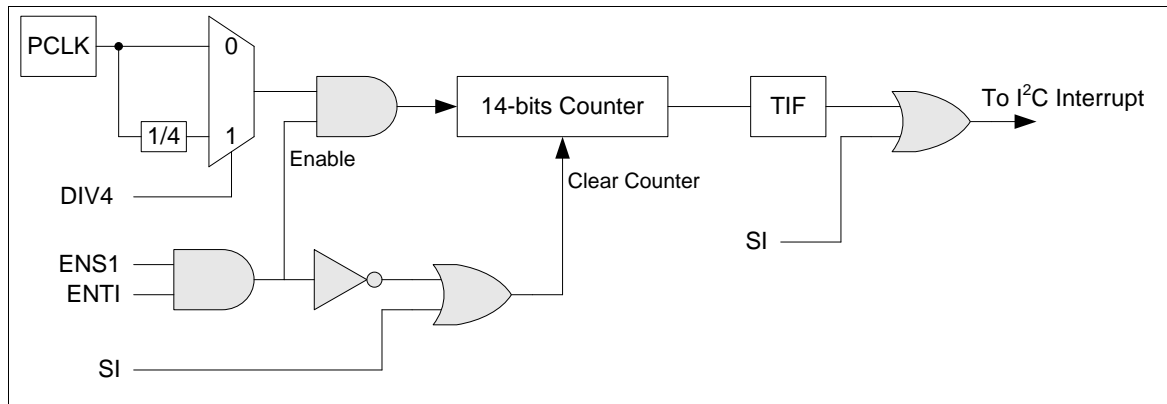 PCLK
0
1/4
1
DIV4
Enable
14-bits Counter
TIF
To I²C Interrupt
Clear Counter
SI
ENS1
ENTI
SI